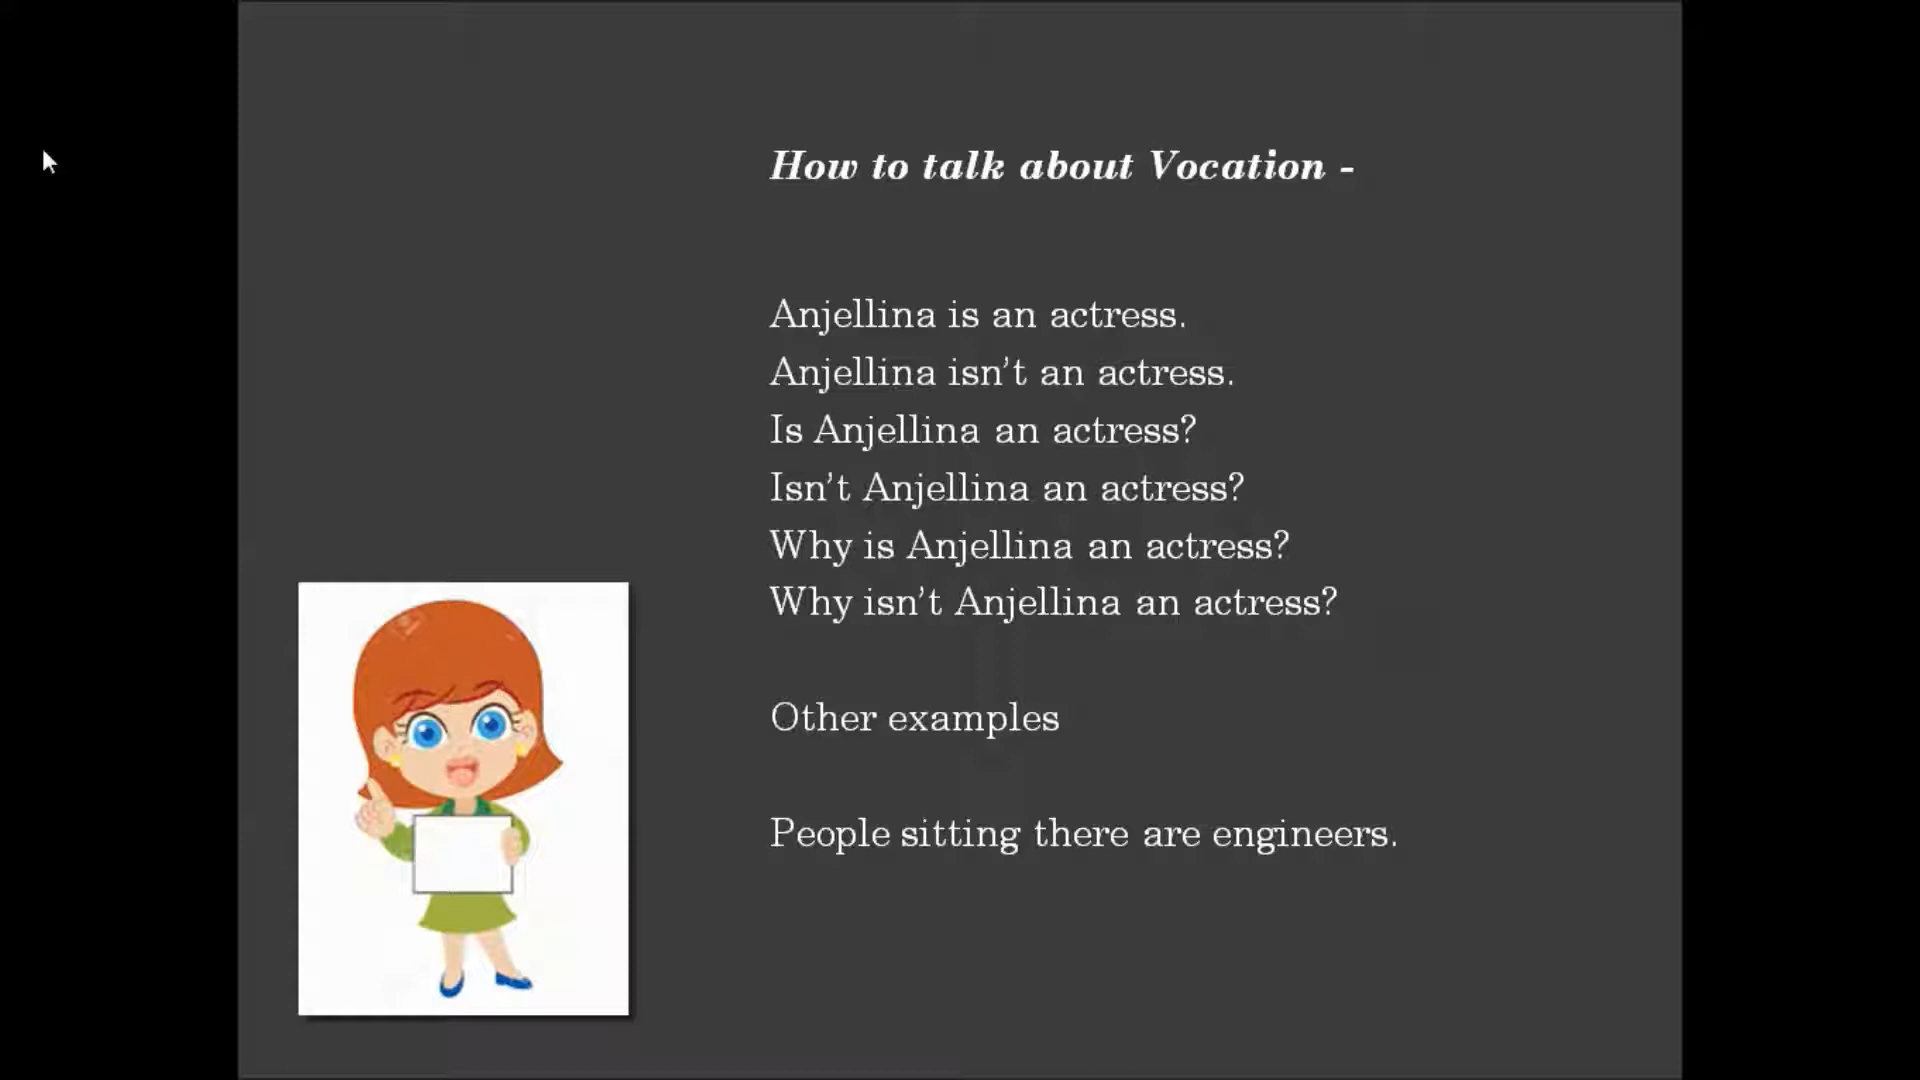 How to talk about Vocation -
Anjellina is an actress.
Anjellina isn’t an actress.
Is Anjellina an actress?
Isn’t Anjellina an actress?
Why is Anjellina an actress?
Why isn’t Anjellina an actress?
Other examples
People sitting there are engineers.